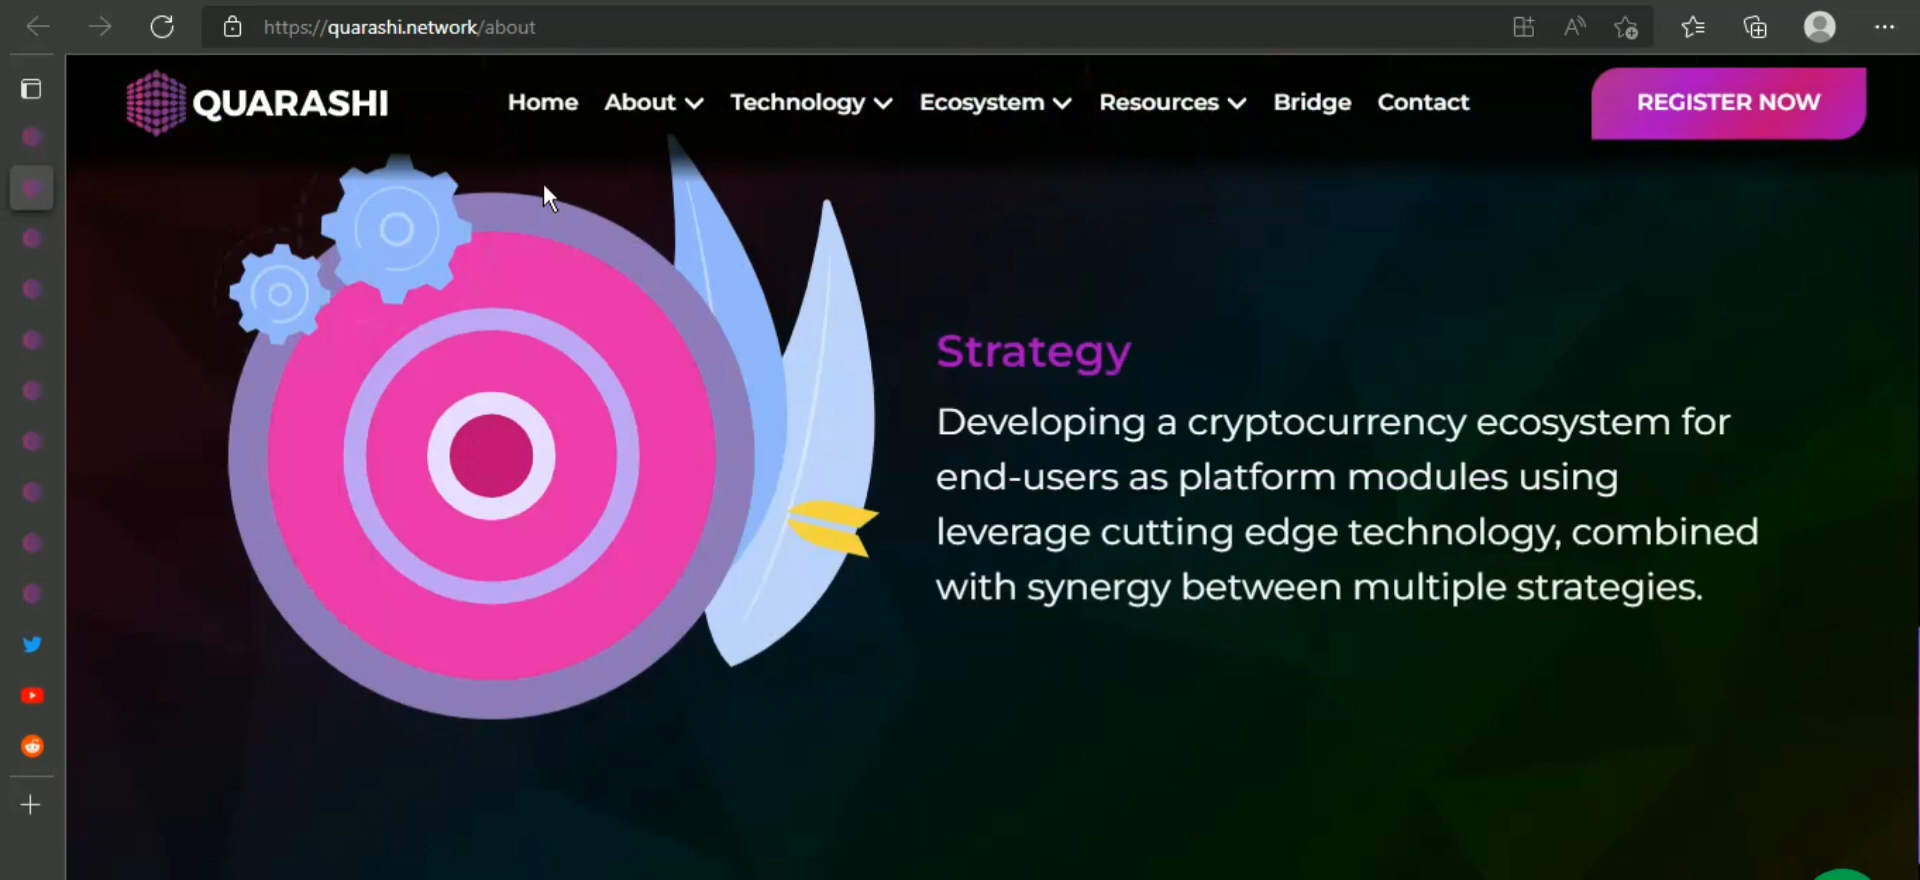 https://quarashi.network/about
QUARASHI
Home About Technology Ecosystem Resources Bridge Contact
REGISTER NOW
Strategy
Developing a cryptocurrency ecosystem for
end-users as platform modules using
leverage cutting edge technology, combined
with synergy between multiple strategies.